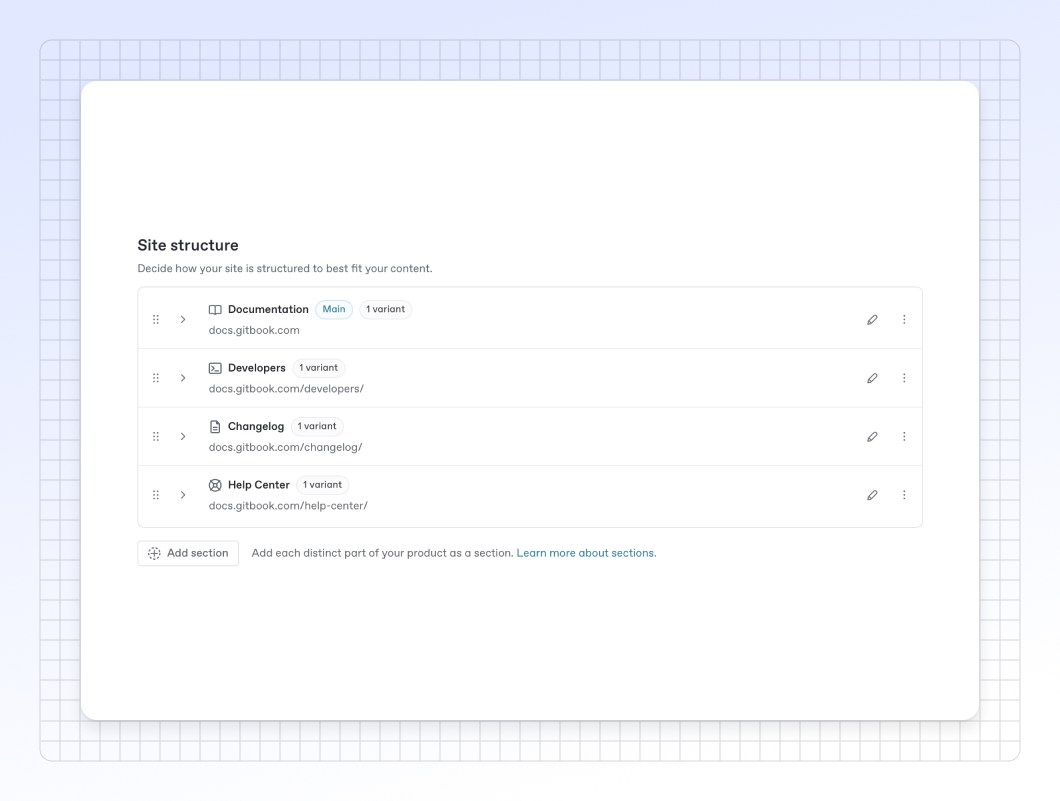 Site structure
Decide how your site is structured to best fit your content.
Documentation Main 1 variant
docs.gitbook.com
Developers 1 variant
docs.gitbook.com/developers/
Changelog 1 variant
docs.gitbook.com/changelog/
Help Center 1 variant
docs.gitbook.com/help-center/
Add section Add each distinct part of your product as a section. Learn more about sections.